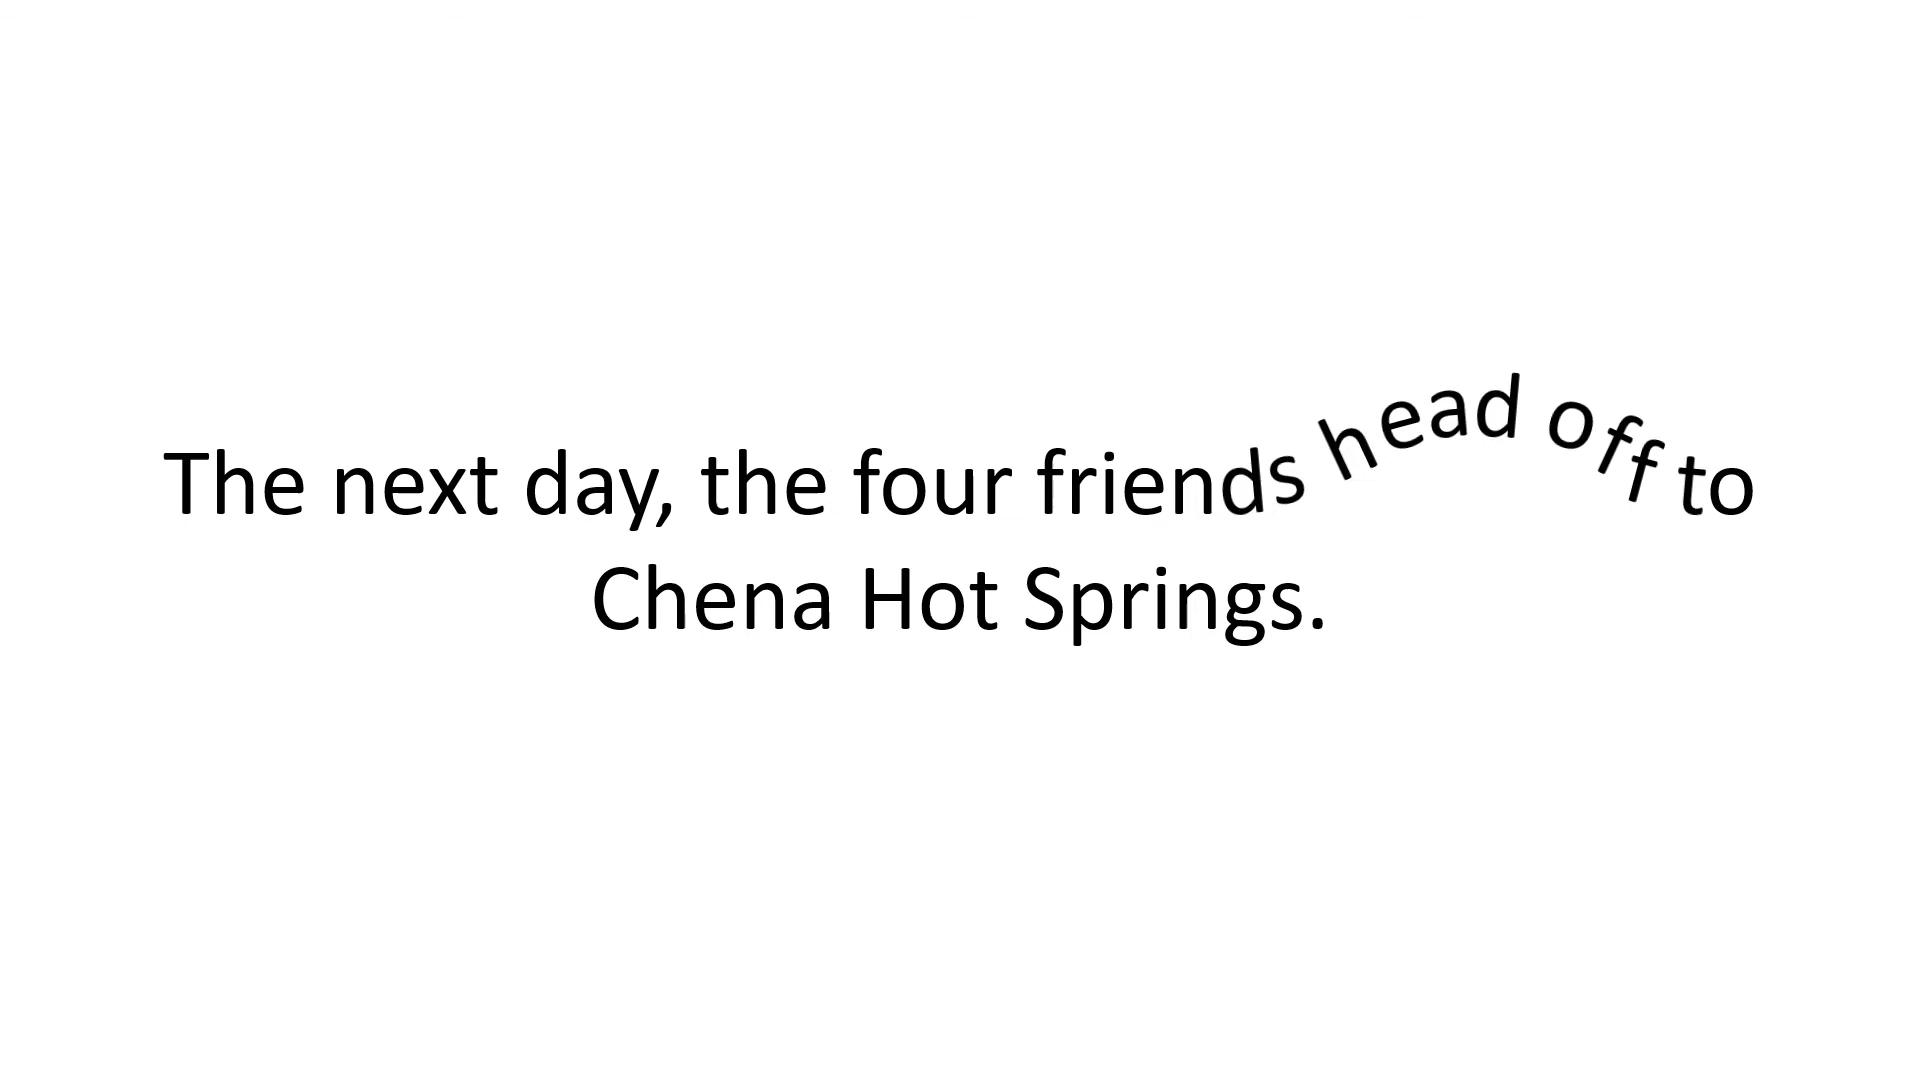 The next day, the four friends head off to
Chena Hot Springs.